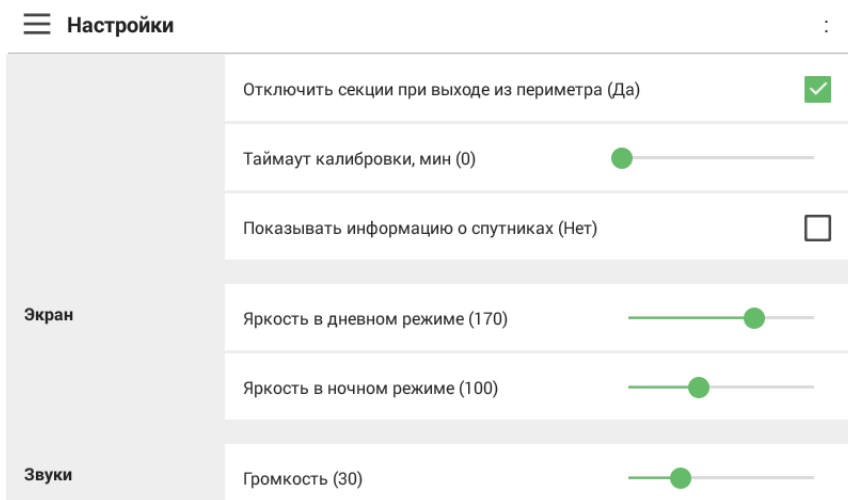 Настройки
Отключить секции при выходе из периметра (Да)
Таймаут калибровки, мин (0)
Показывать информацию о спутниках (Нет)
Экран
Яркость в дневном режиме (170)
Яркость в ночном режиме (100)
Звуки
Громкость (30)